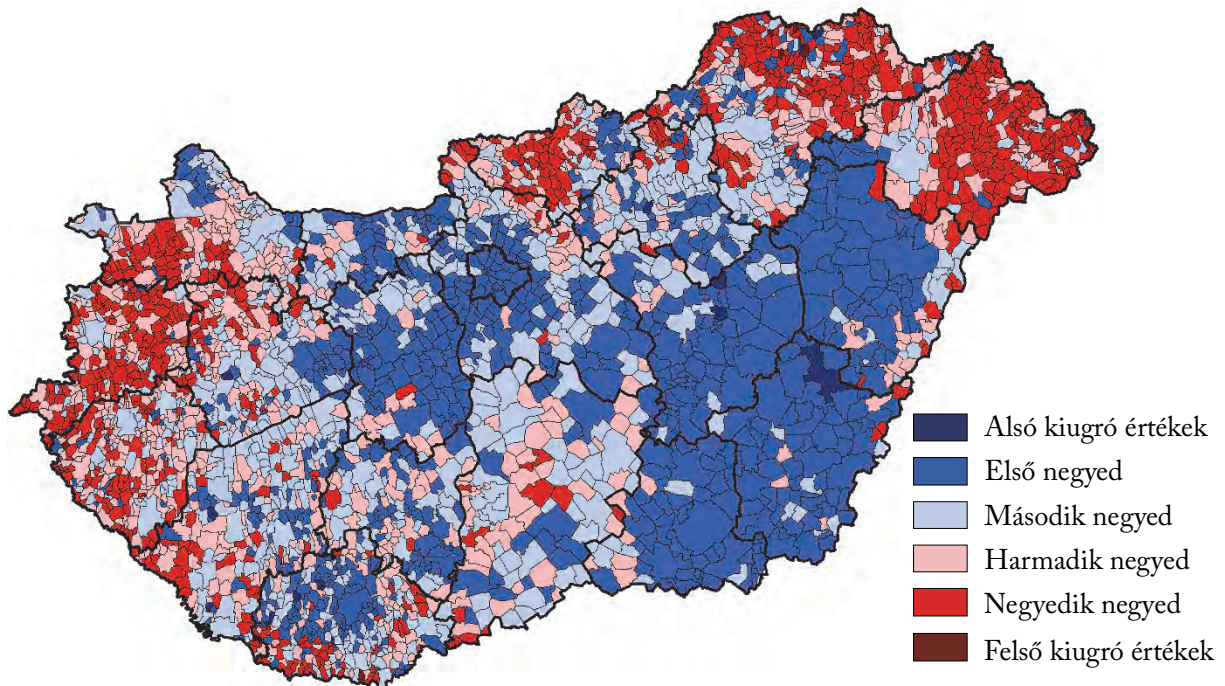 Alsó kiugró értékek
Első negyed
Második negyed
Harmadik negyed
Negyedik negyed
Felső kiugró értékek